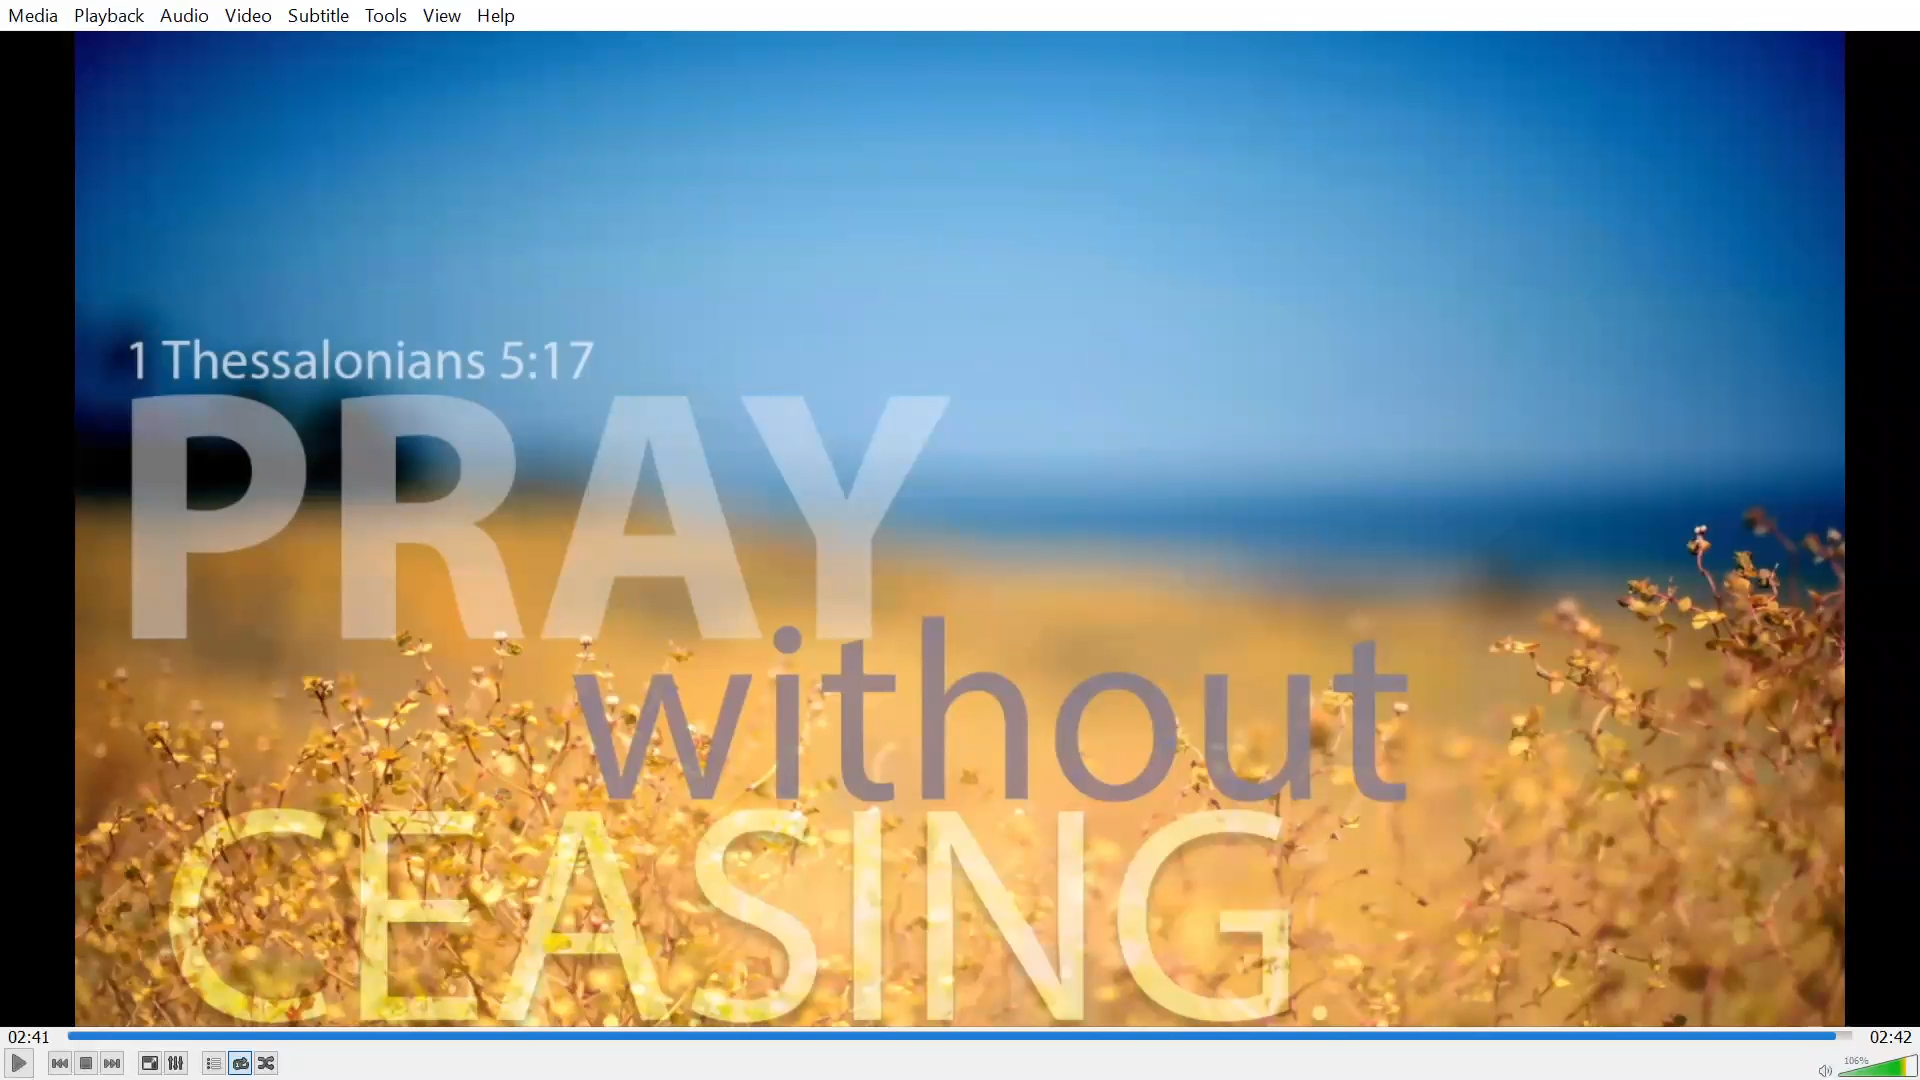 Media Playback Audio Video Subtitle Tools View Help
1 Thessalonians 5:17
PRAY
without
CEASING
02:41 02:42
106%